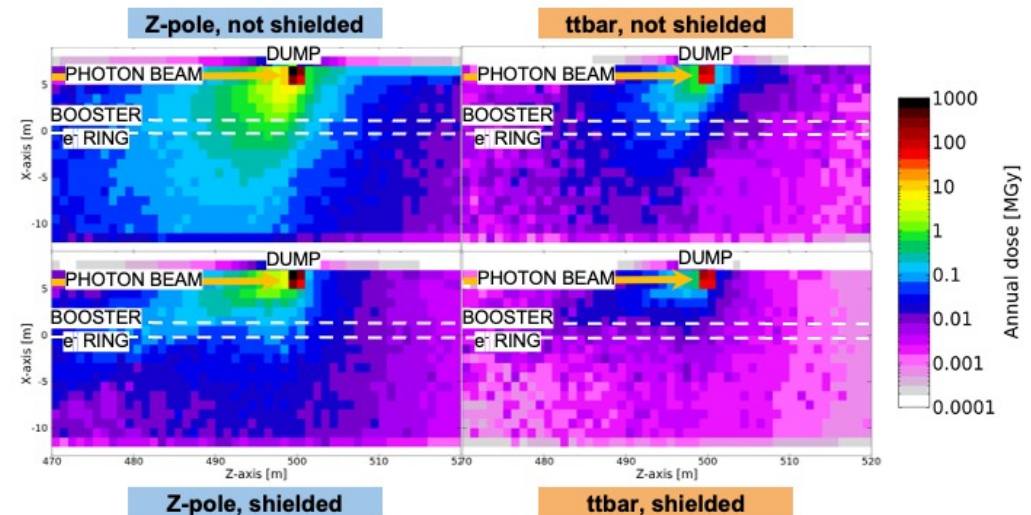 Z-pole, not shielded
ttbar, not shielded
DUMP
PHOTON BEAM
BOOSTER
e⁻ RING
X-axis [m]
5
0
-5
-10
DUMP
PHOTON BEAM
BOOSTER
e⁻ RING
DUMP
PHOTON BEAM
BOOSTER
e⁻ RING
X-axis [m]
5
0
-5
-10
470 480 490 500 510 520
Z-axis [m]
DUMP
PHOTON BEAM
BOOSTER
e⁻ RING
480 490 500 510 520
Z-axis [m]
1000
100
10
1
0.1
0.01
0.001
0.0001
Annual dose [MGy]
Z-pole, shielded
ttbar, shielded